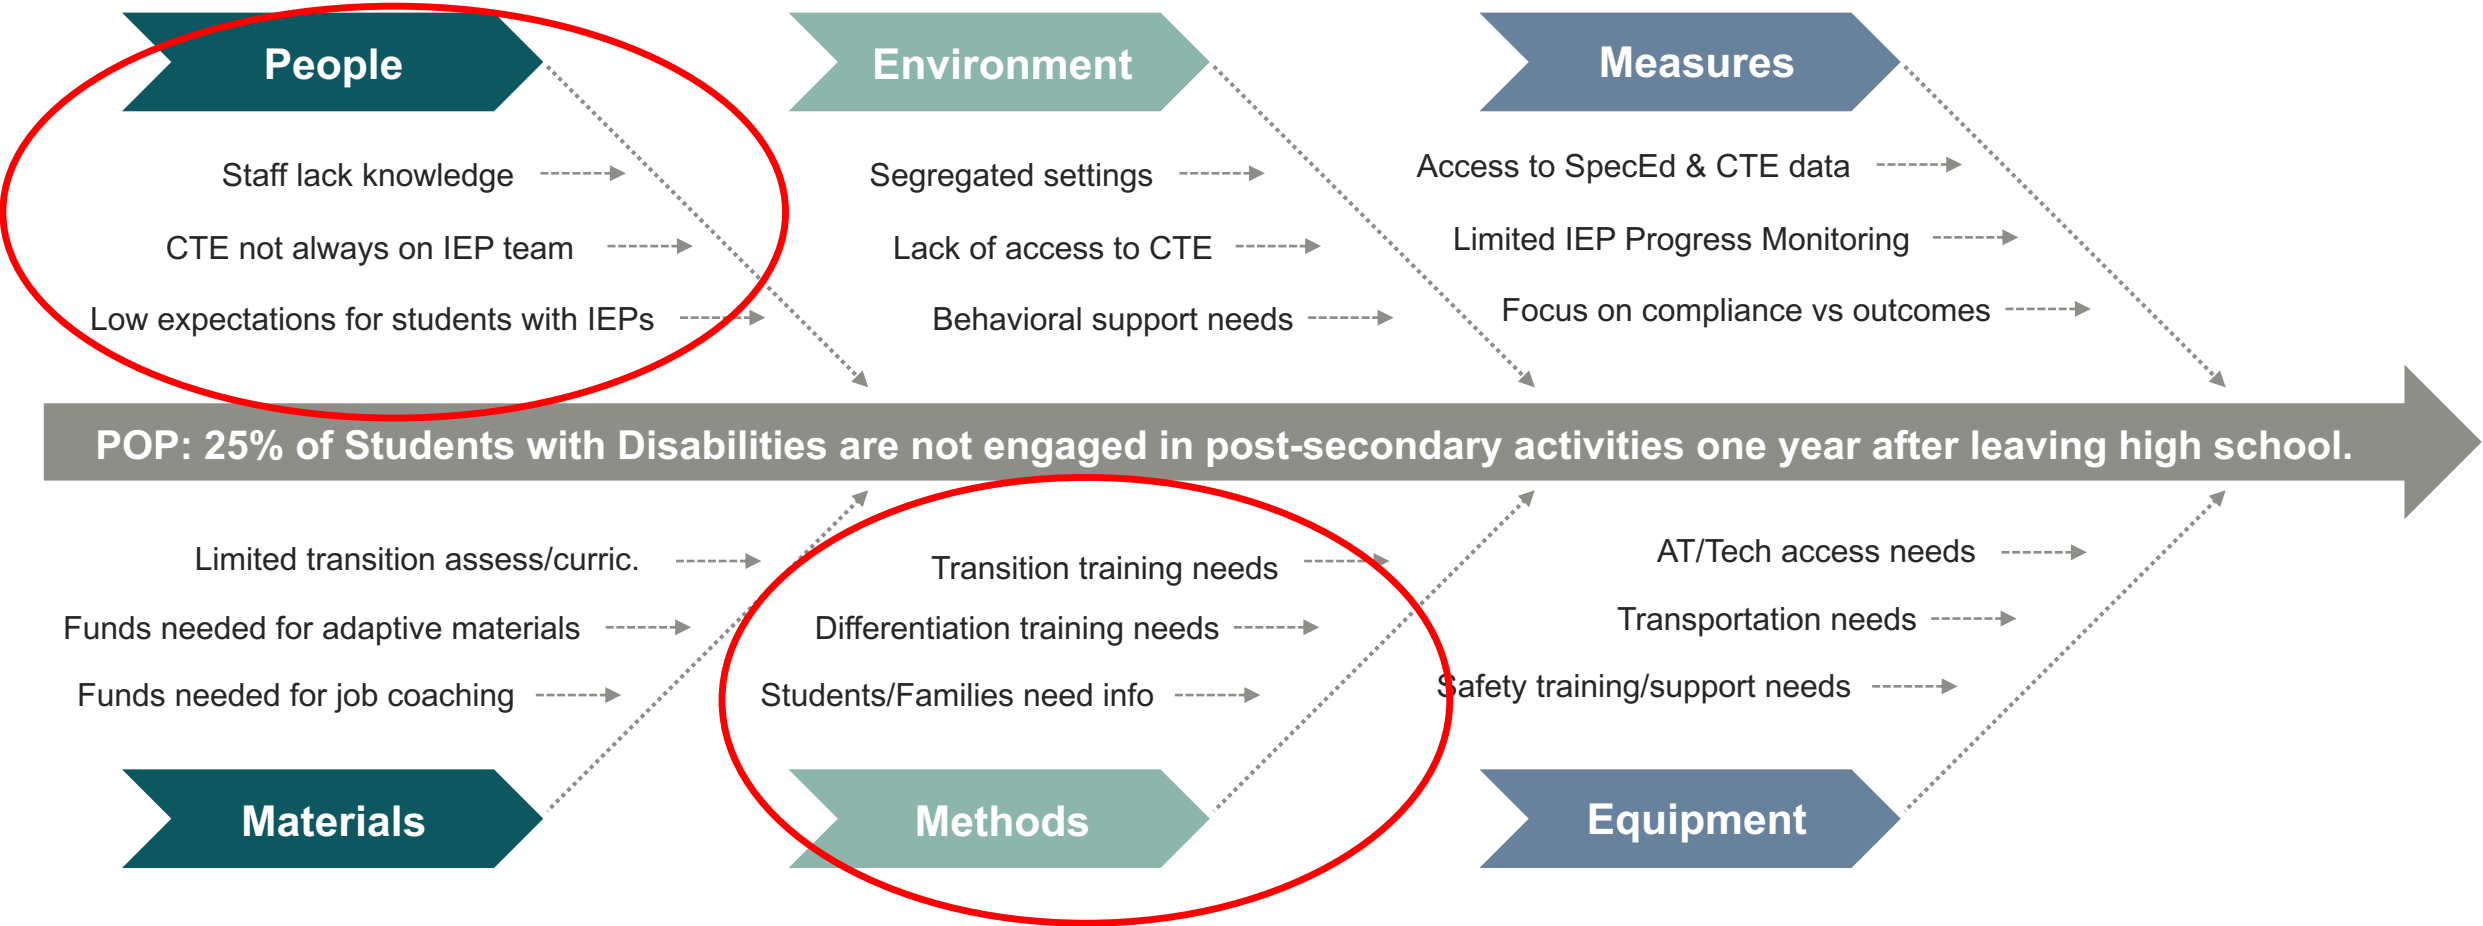 People
Staff lack knowledge
CTE not always on IEP team
Low expectations for students with IEPs
Environment
Segregated settings
Lack of access to CTE
Behavioral support needs
Measures
Access to SpecEd & CTE data
Limited IEP Progress Monitoring
Focus on compliance vs outcomes
POP: 25% of Students with Disabilities are not engaged in post-secondary activities one year after leaving high school.
Limited transition assess/curric.
Funds needed for adaptive materials
Funds needed for job coaching
Materials
Transition training needs
Differentiation training needs
Students/Families need info
Methods
AT/Tech access needs
Transportation needs
Safety training/support needs
Equipment